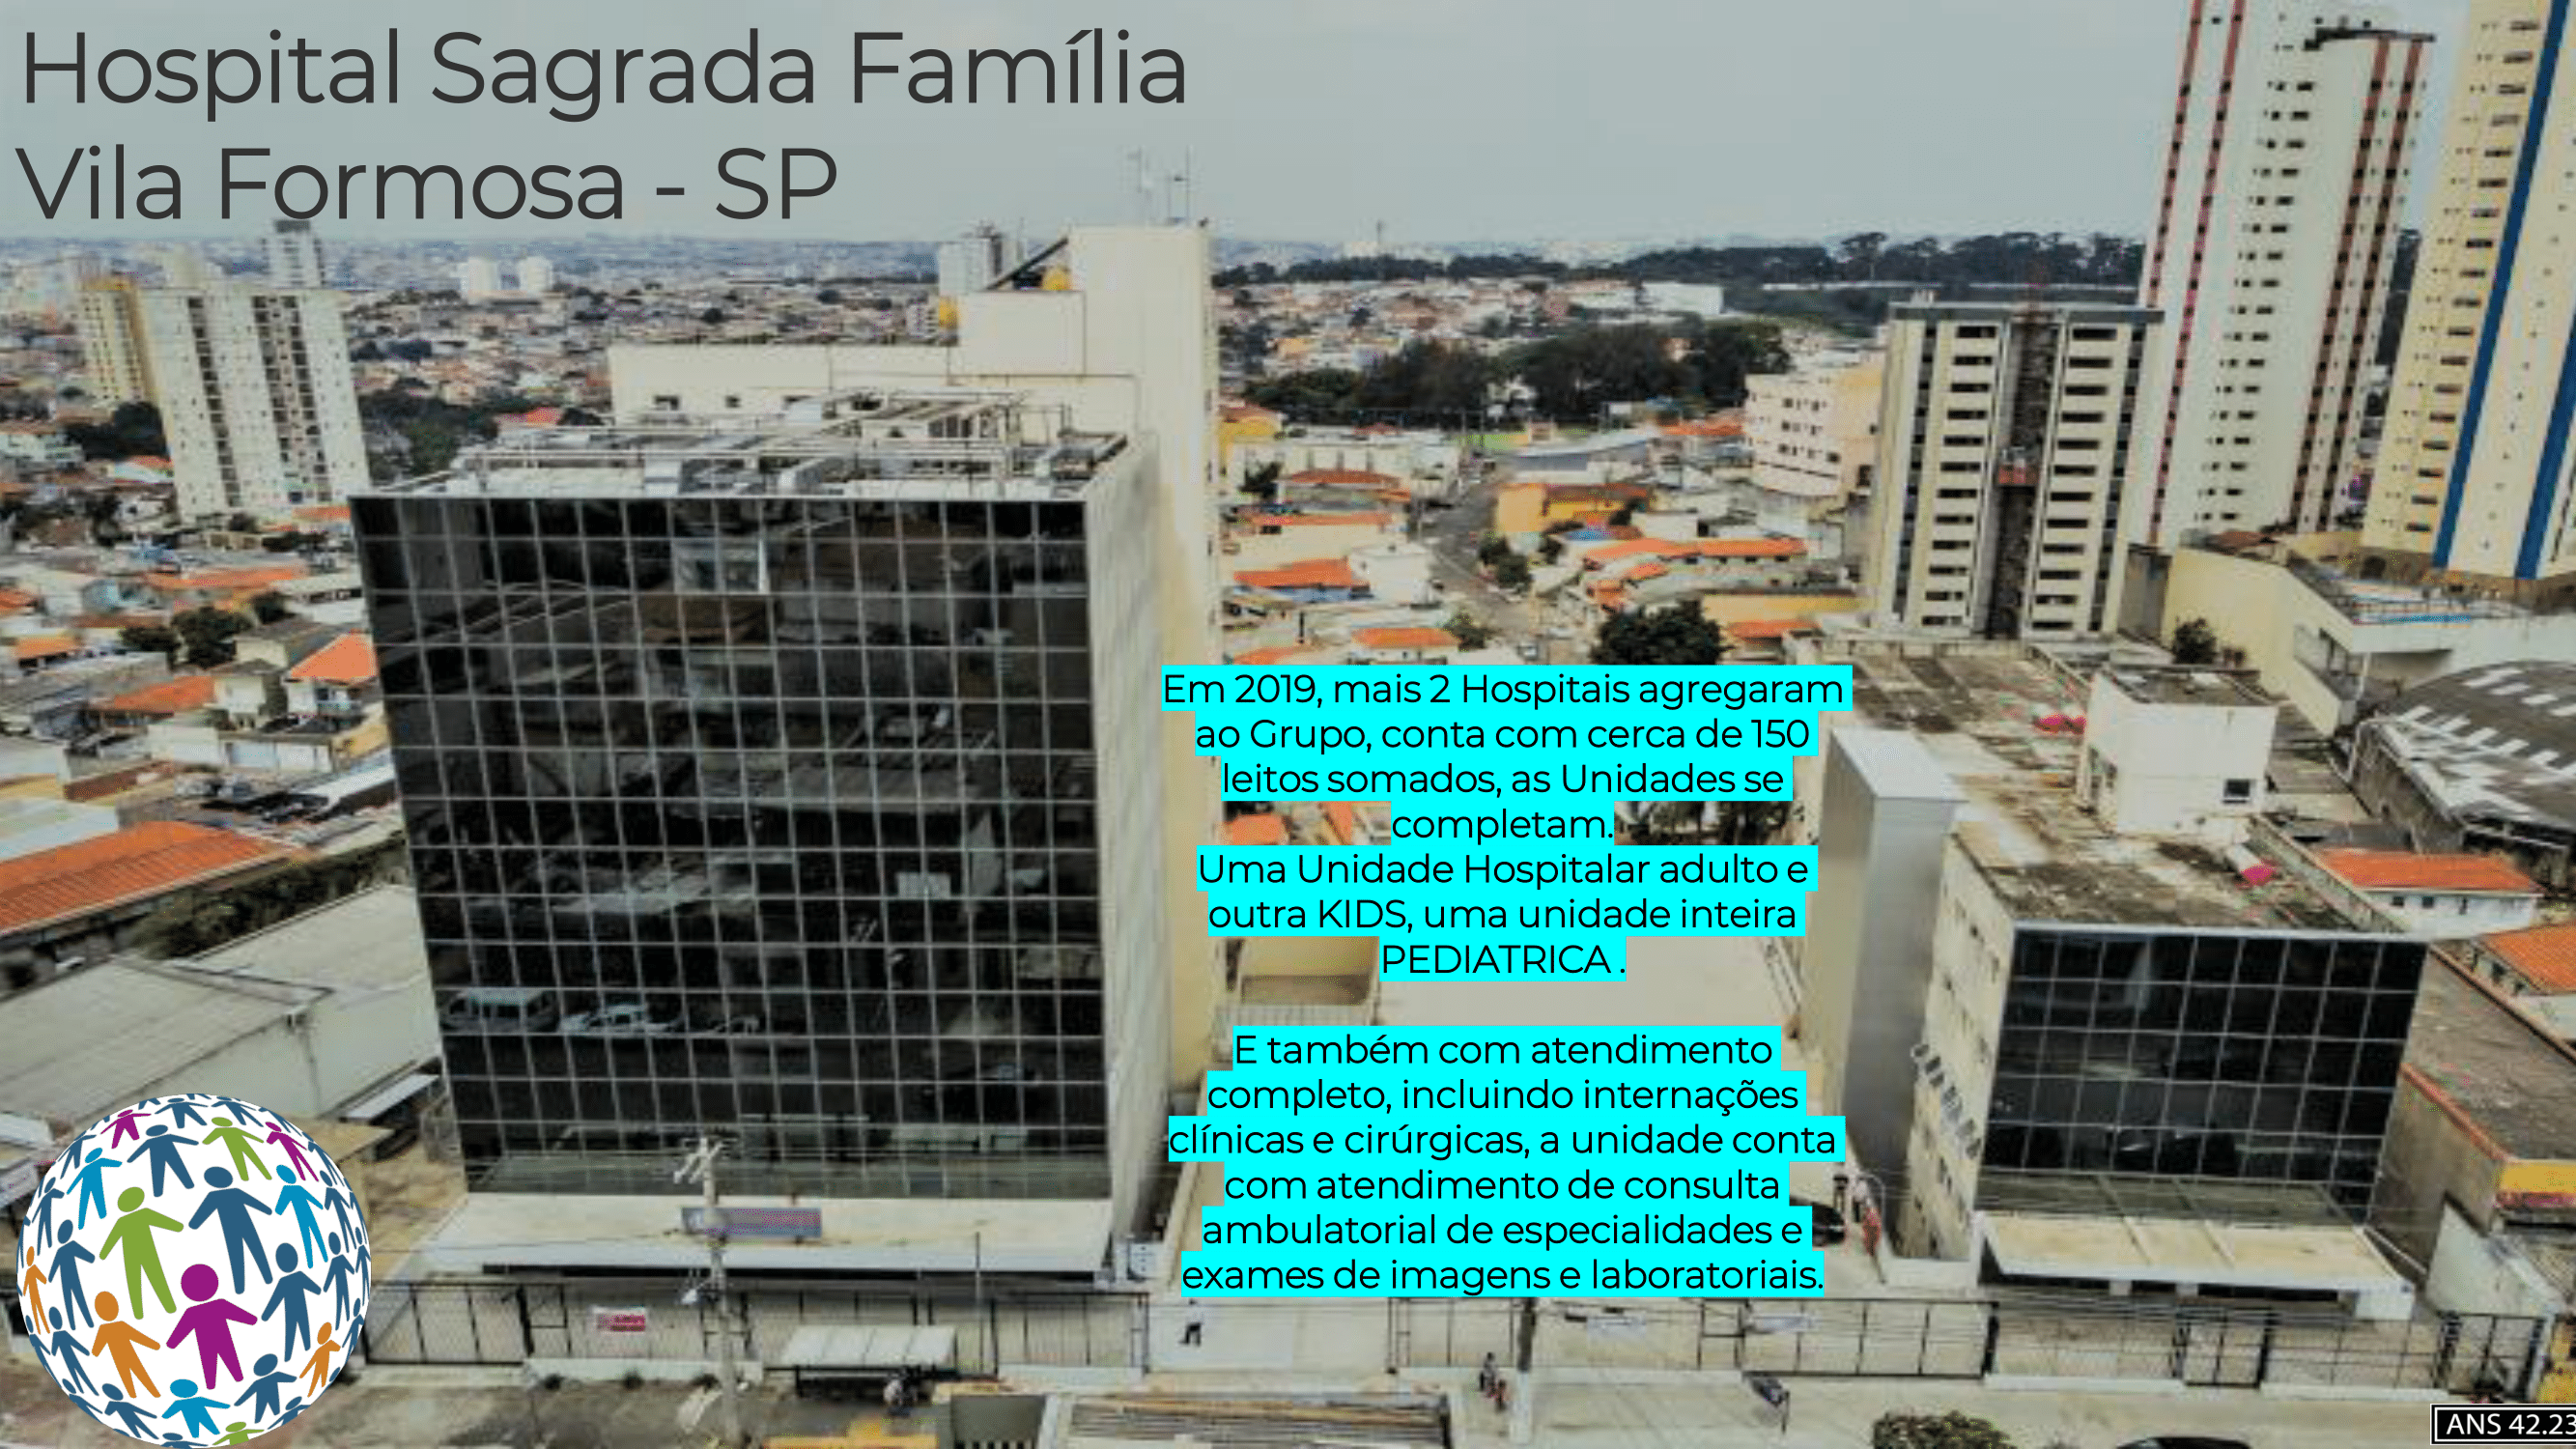 Hospital Sagrada Família
Vila Formosa - SP
Em 2019, mais 2 Hospitais agregaram
ao Grupo, conta com cerca de 150
leitos somados, as Unidades se
completam.
Uma Unidade Hospitalar adulto e
outra KIDS, uma unidade inteira
PEDIATRICA .
E também com atendimento
completo, incluindo internações
clínicas e cirúrgicas, a unidade conta
com atendimento de consulta
ambulatorial de especialidades e
exames de imagens e laboratoriais.
ANS 42.23